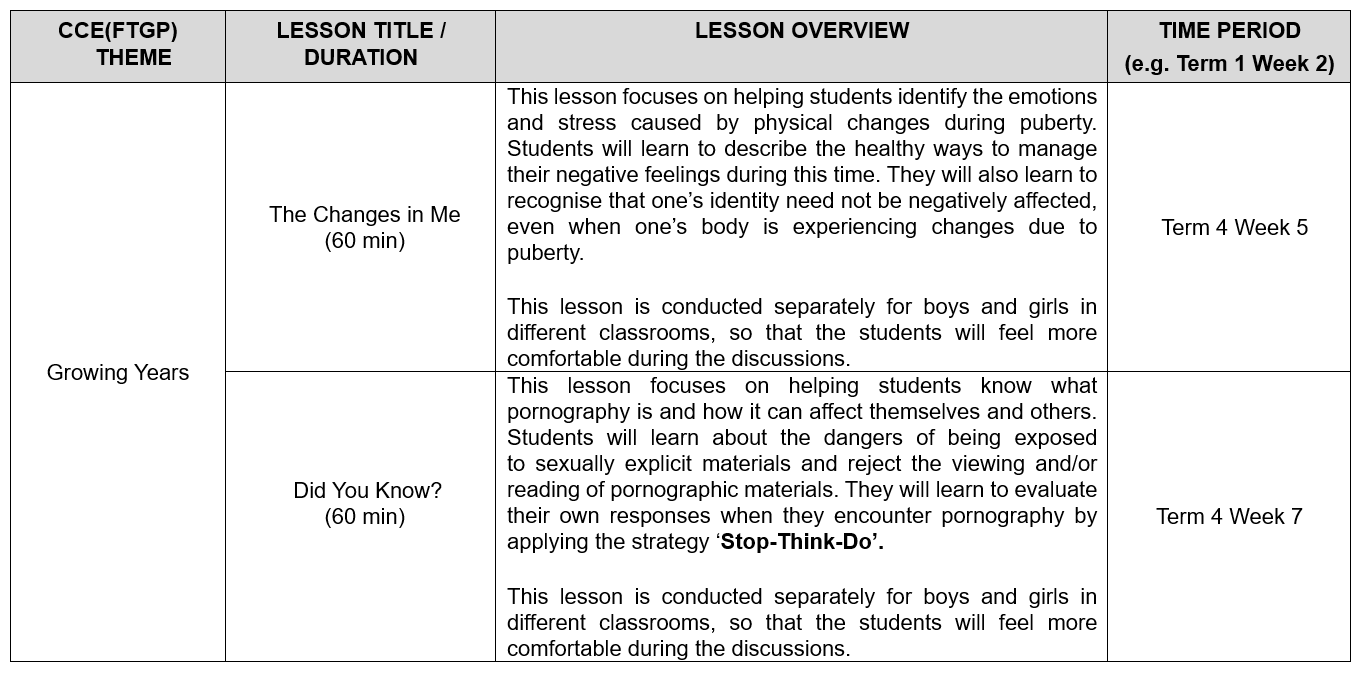 CCE(FTGP)
THEME
LESSON TITLE /
DURATION
LESSON OVERVIEW
TIME PERIOD
(e.g. Term 1 Week 2)
Growing Years
The Changes in Me
(60 min)
This lesson focuses on helping students identify the emotions
and stress caused by physical changes during puberty.
Students will learn to describe the healthy ways to manage
their negative feelings during this time. They will also learn to
recognise that one’s identity need not be negatively affected,
even when one’s body is experiencing changes due to
puberty.
This lesson is conducted separately for boys and girls in
different classrooms, so that the students will feel more
comfortable during the discussions.
Term 4 Week 5
Did You Know?
(60 min)
This lesson focuses on helping students know what
pornography is and how it can affect themselves and others.
Students will learn about the dangers of being exposed
to sexually explicit materials and reject the viewing and/or
reading of pornographic materials. They will learn to evaluate
their own responses when they encounter pornography by
applying the strategy ‘Stop-Think-Do’.
This lesson is conducted separately for boys and girls in
different classrooms, so that the students will feel more
comfortable during the discussions.
Term 4 Week 7